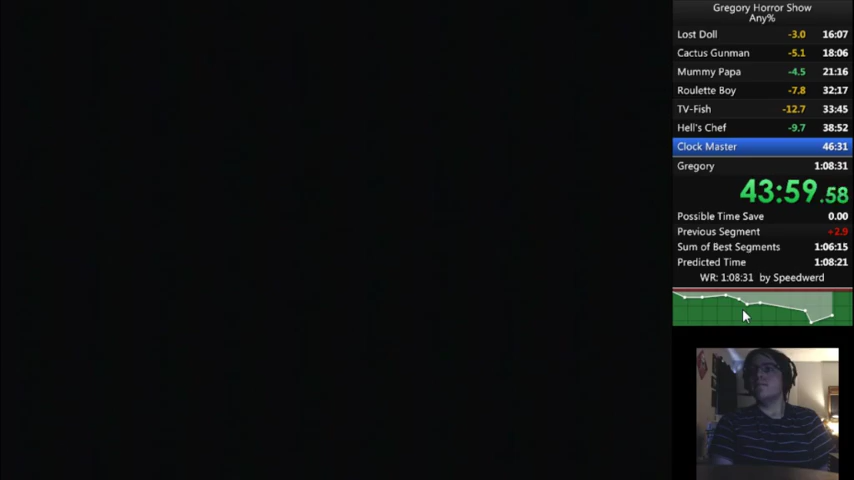 Gregory Horror Show
Any%
Lost Doll -3.0 16:07
Cactus Gunman -5.1 18:06
Mummy Papa -4.5 21:16
Roulette Boy -7.8 32:17
TV-Fish -12.7 33:45
Hell's Chef -9.7 38:52
Clock Master 46:31
Gregory 1:08:31
43:59.58
Possible Time Save 0.00
Previous Segment +2.9
Sum of Best Segments 1:06:15
Predicted Time 1:08:21
WR: 1:08:31 by Speedwerd